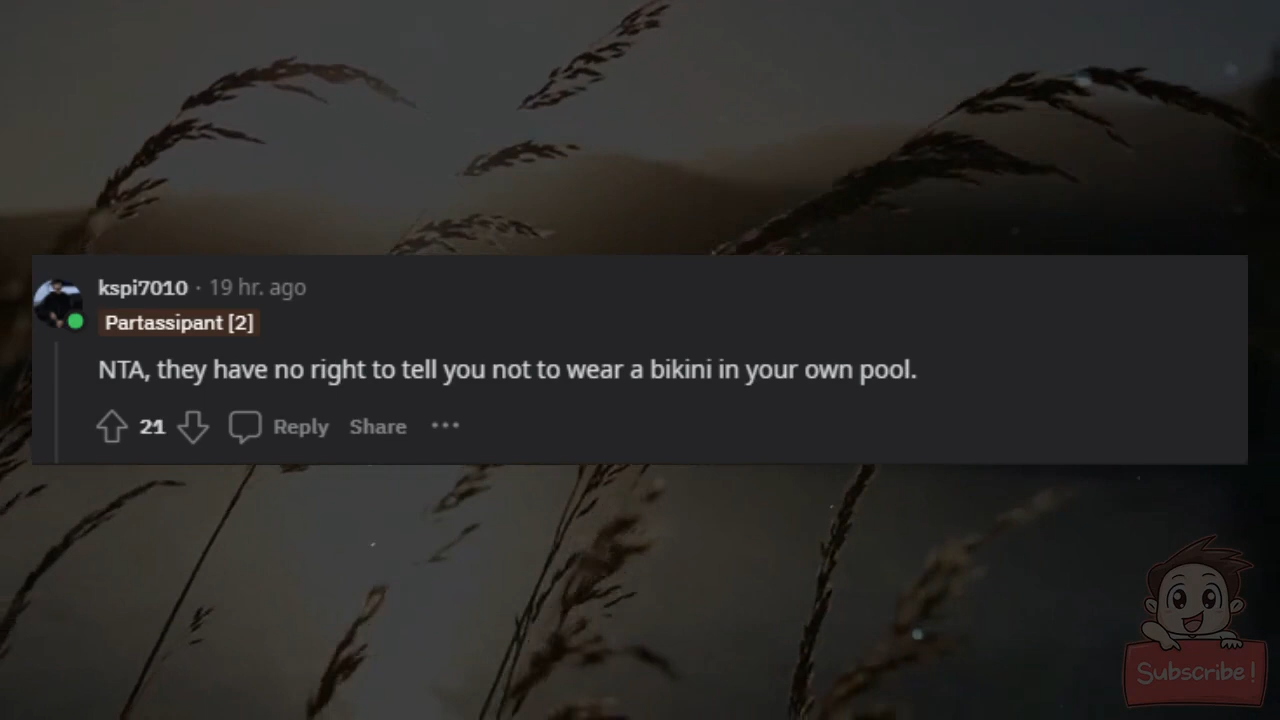 kspi7010 · 19 hr. ago
Partassipant [2]
NTA, they have no right to tell you not to wear a bikini in your own pool.
21 Reply Share ···
Subscribe!